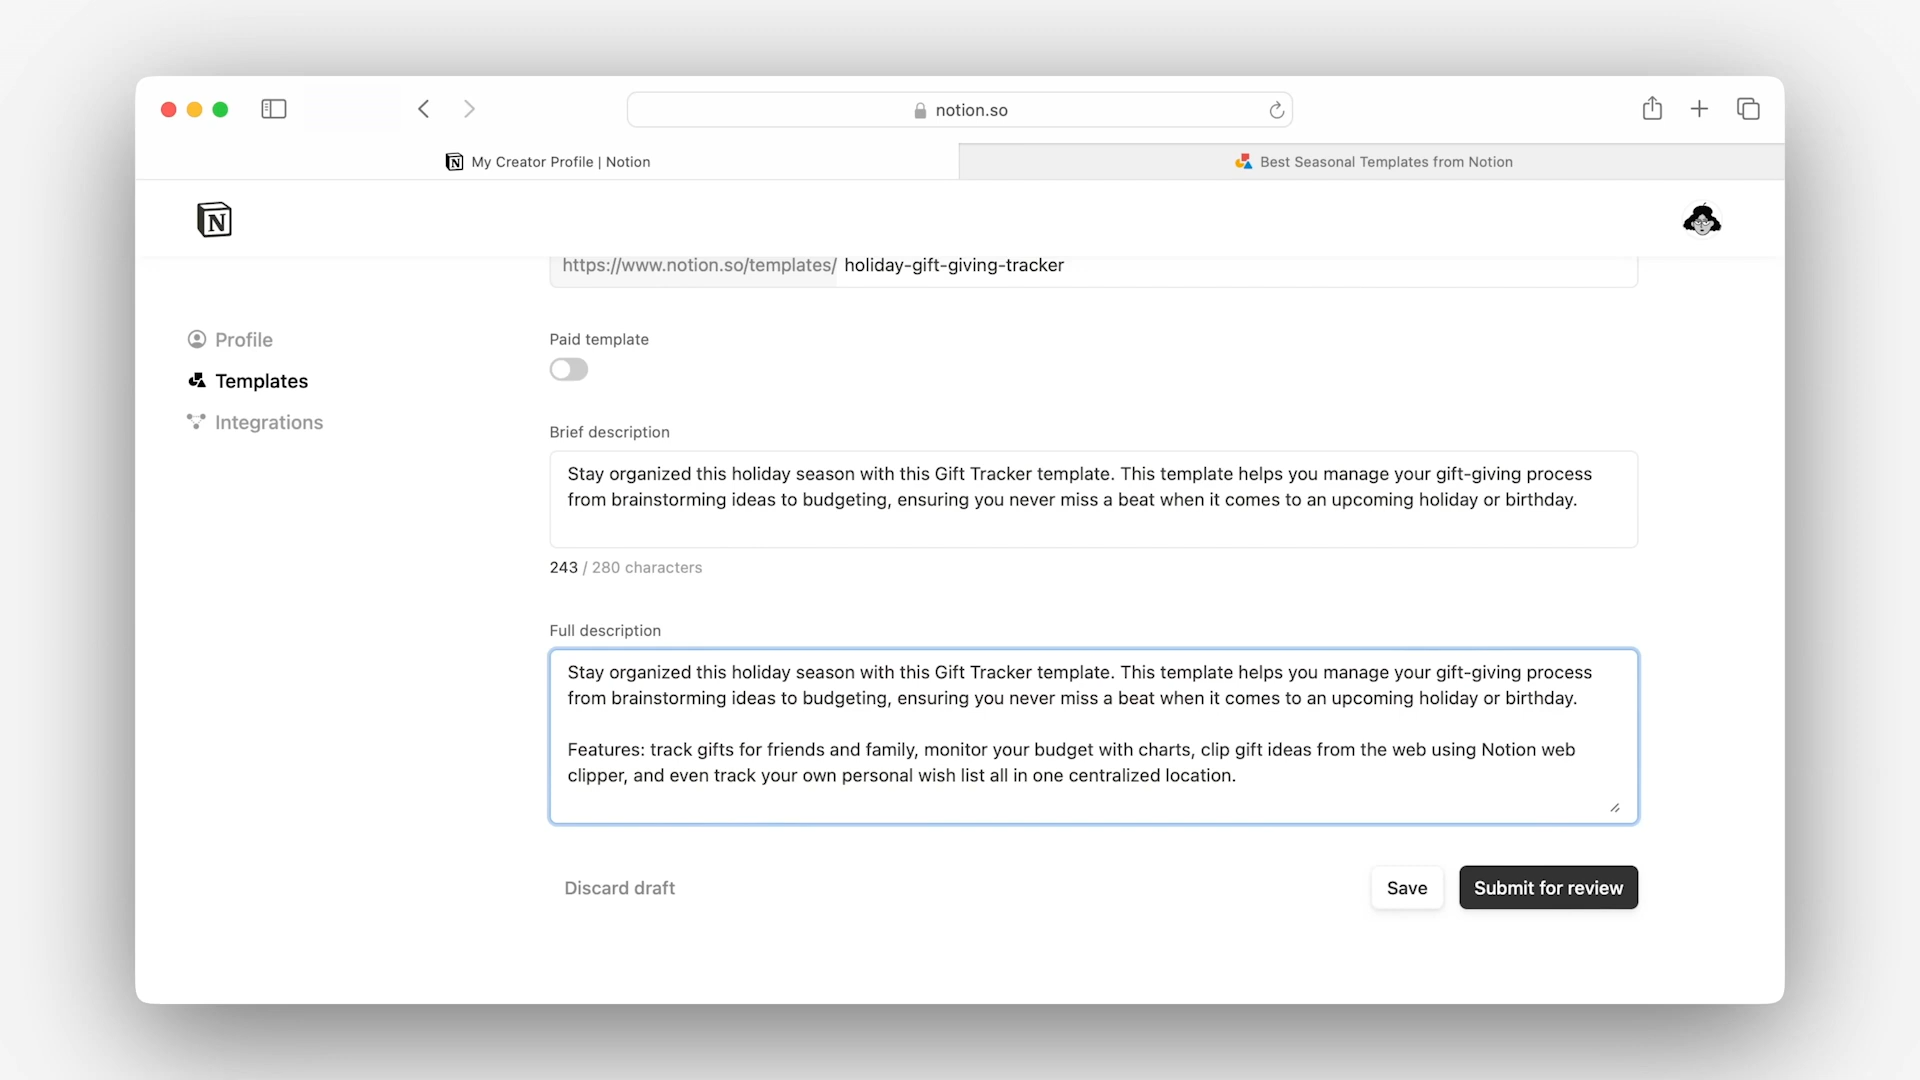 notion.so
My Creator Profile | Notion
Best Seasonal Templates from Notion
N
https://www.notion.so/templates/ holiday-gift-giving-tracker
Profile
Templates
Integrations
Paid template
Brief description
Stay organized this holiday season with this Gift Tracker template. This template helps you manage your gift-giving process
from brainstorming ideas to budgeting, ensuring you never miss a beat when it comes to an upcoming holiday or birthday.
243 / 280 characters
Full description
Stay organized this holiday season with this Gift Tracker template. This template helps you manage your gift-giving process
from brainstorming ideas to budgeting, ensuring you never miss a beat when it comes to an upcoming holiday or birthday.
Features: track gifts for friends and family, monitor your budget with charts, clip gift ideas from the web using Notion web
clipper, and even track your own personal wish list all in one centralized location.
Discard draft
Save
Submit for review